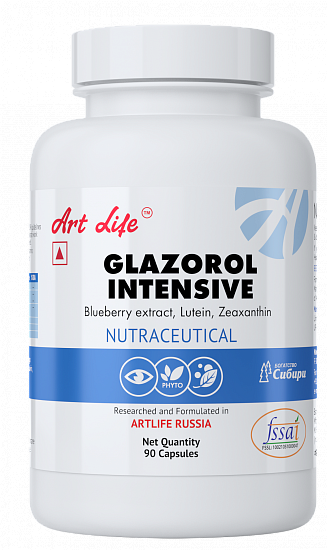 Art Life™
GLAZOROL
INTENSIVE
Blueberry extract, Lutein, Zeaxanthin
NUTRACEUTICAL
PHYTO
БОГАТСТВО
Сибири
Researched and Formulated in
ARTLIFE RUSSIA
Net Quantity
90 Capsules
fssai